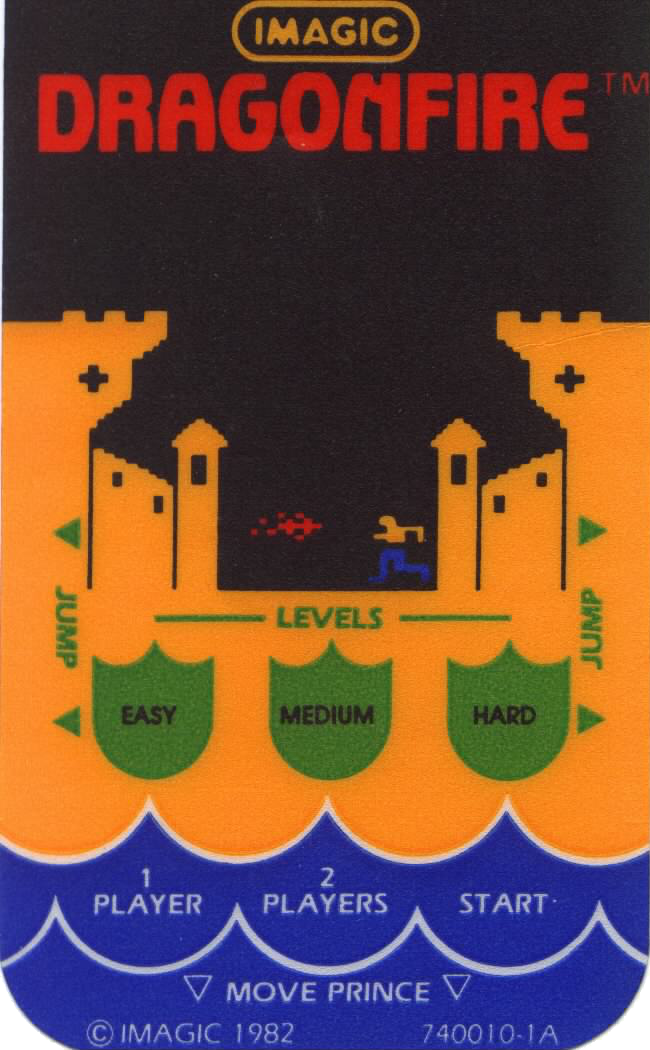 IMAGIC
DRAGONFIRE™
JUMP
JUMP
LEVELS
EASY MEDIUM HARD
1 PLAYER
2 PLAYERS
START
MOVE PRINCE
© IMAGIC 1982 740010-1A